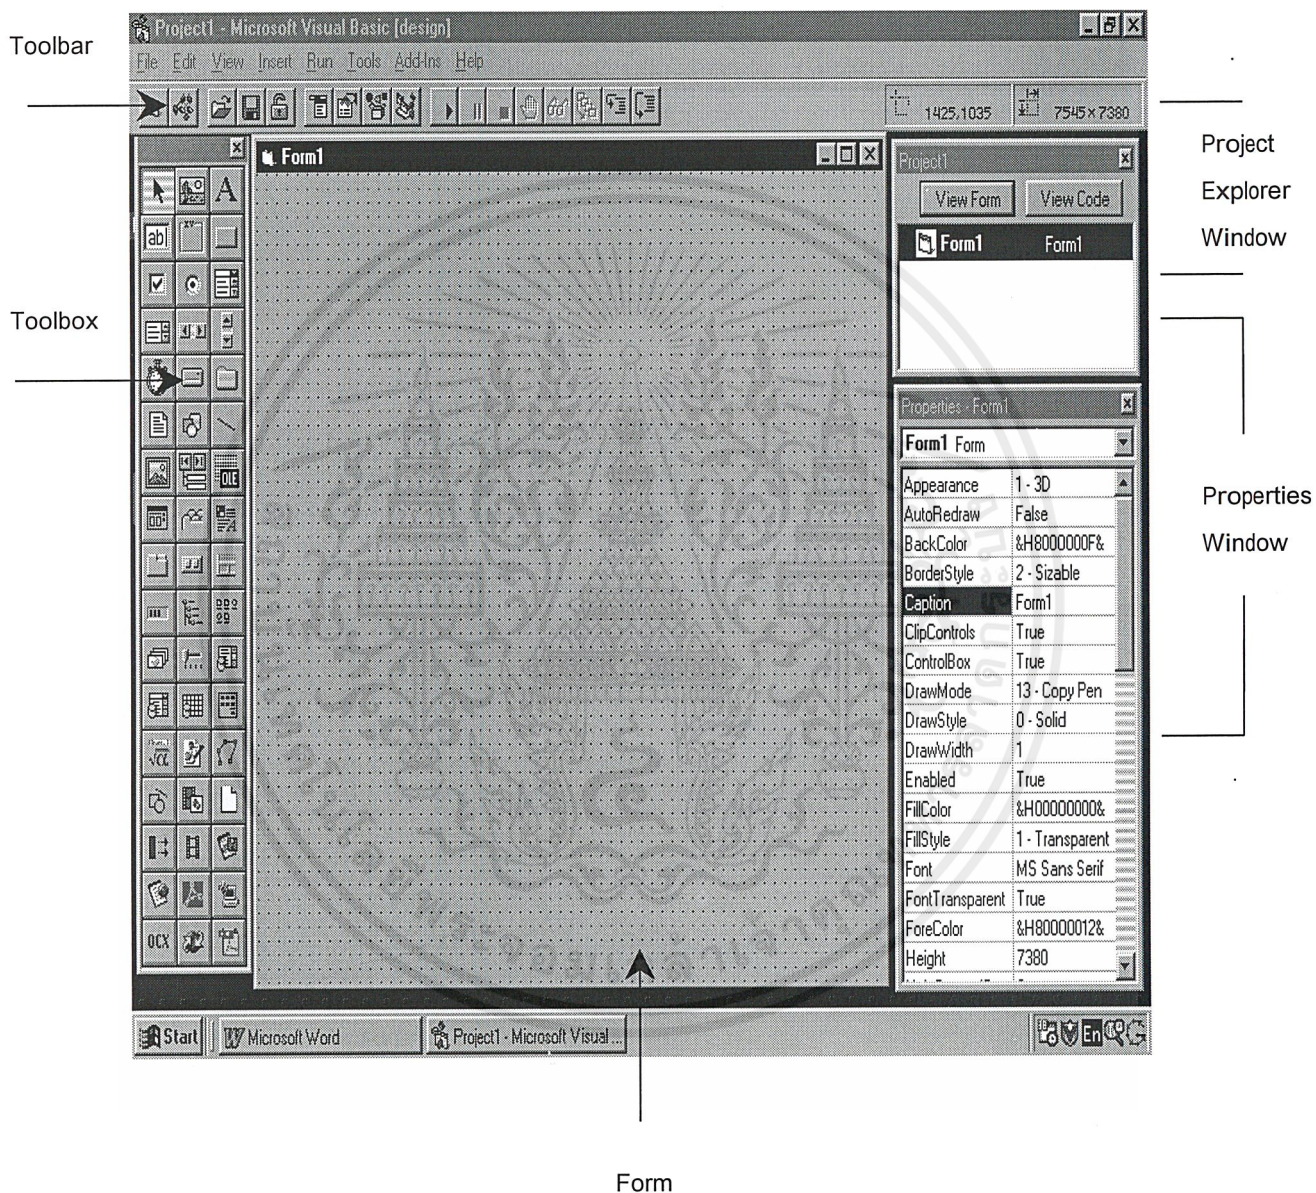 Toolbar
Project1 - Microsoft Visual Basic [design]
File Edit View Insert Run Tools Add-Ins Help
1425,1035
7545 × 7380
Form1
Project1
View Form
View Code
Form1 Form1
Project
Explorer
Window
A
ab
xy
Toolbox
OLE
OCX
Properties - Form1
Form1 Form
Appearance 1 - 3D
AutoRedraw False
BackColor &H8000000F&
BorderStyle 2 - Sizable
Caption Form1
ClipControls True
ControlBox True
DrawMode 13 - Copy Pen
DrawStyle 0 - Solid
DrawWidth 1
Enabled True
FillColor &H00000000&
FillStyle 1 - Transparent
Font MS Sans Serif
FontTransparent True
ForeColor &H80000012&
Height 7380
Properties
Window
Start
Microsoft Word
Project1 - Microsoft Visual ...
En
Form